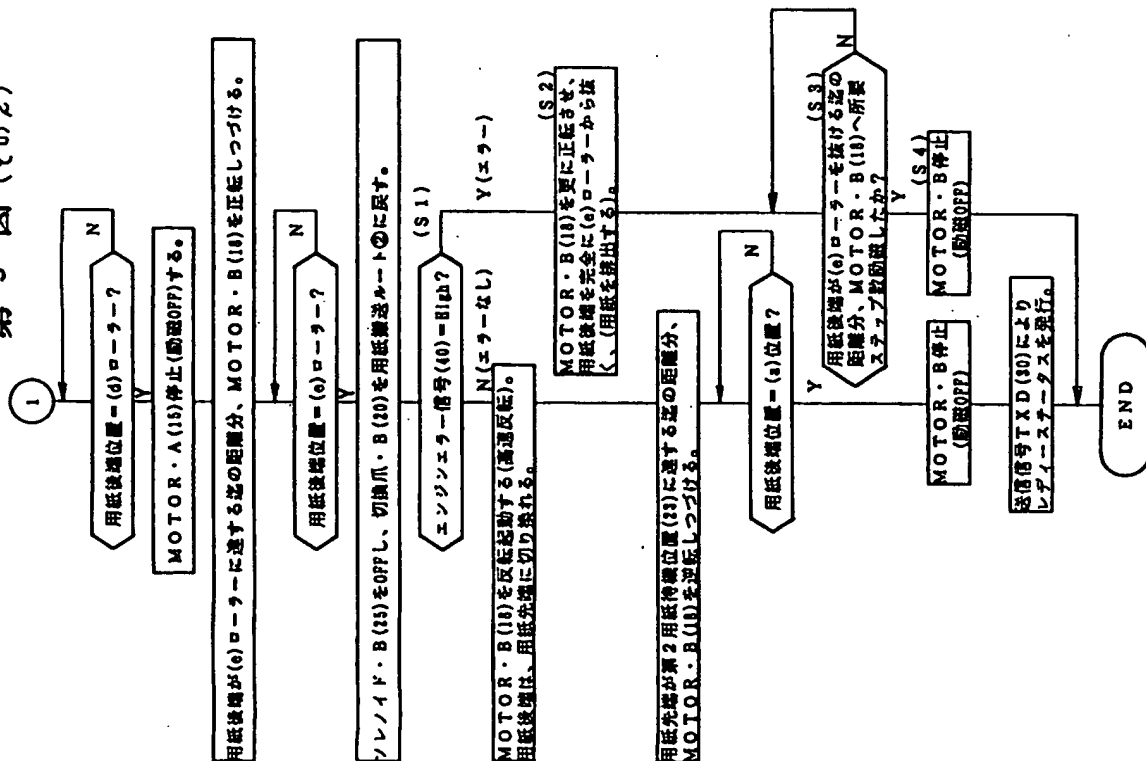 第 5 図 (その2)
1
用紙後端位置=(d)ローラー?
N
Y
MOTOR・A(15)停止(励磁OFF)する。
用紙後端が(e)ローラーに達する迄の距離分、MOTOR・B(18)を正転しつづける。
用紙後端位置=(e)ローラー?
N
Y
ソレノイド・B(25)をOFFし、切換爪・B(20)を用紙搬送ルート②に戻す。
(S1)
エンジンエラー信号(40)=High?
Y(エラー)
N(エラーなし)
MOTOR・B(18)を反転起動する(高速反転)。
用紙後端は、用紙先端に切り換れる。
(S2)
MOTOR・B(18)を更に正転させ、
用紙後端を完全に(e)ローラーから抜
く、(用紙を排出する)。
用紙先端が第2用紙待機位置(23)に達する迄の距離分、
MOTOR・B(18)を逆転しつづける。
用紙後端位置=(a)位置?
N
Y
(S3)
用紙後端が(e)ローラーを抜ける迄の
距離分、MOTOR・B(18)へ所要
ステップ数励磁したか?
N
Y
MOTOR・B停止
(励磁OFF)
(S4)
MOTOR・B停止
(励磁OFF)
送信信号TXD(30)により
レディーステータスを発行。
END